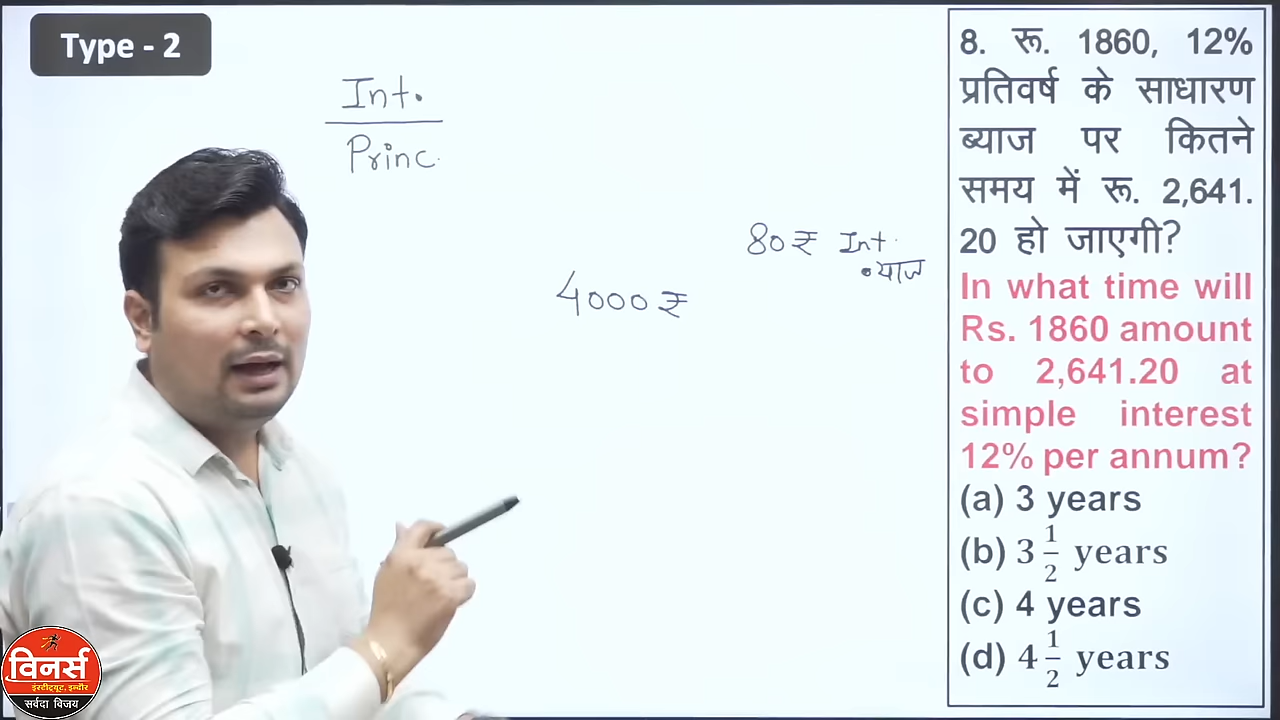 Type - 2
Int.
Princ.
80₹ Int.
ब्याज
4000₹
8. रू. 1860, 12%
प्रतिवर्ष के साधारण
ब्याज पर कितने
समय में रू. 2,641.
20 हो जाएगी?
In what time will
Rs. 1860 amount
to 2,641.20 at
simple interest
12% per annum?
(a) 3 years
(b) 3 1/2 years
(c) 4 years
(d) 4 1/2 years
विनर्स
इंस्टीट्यूट, इन्दौर
सर्वदा विजय